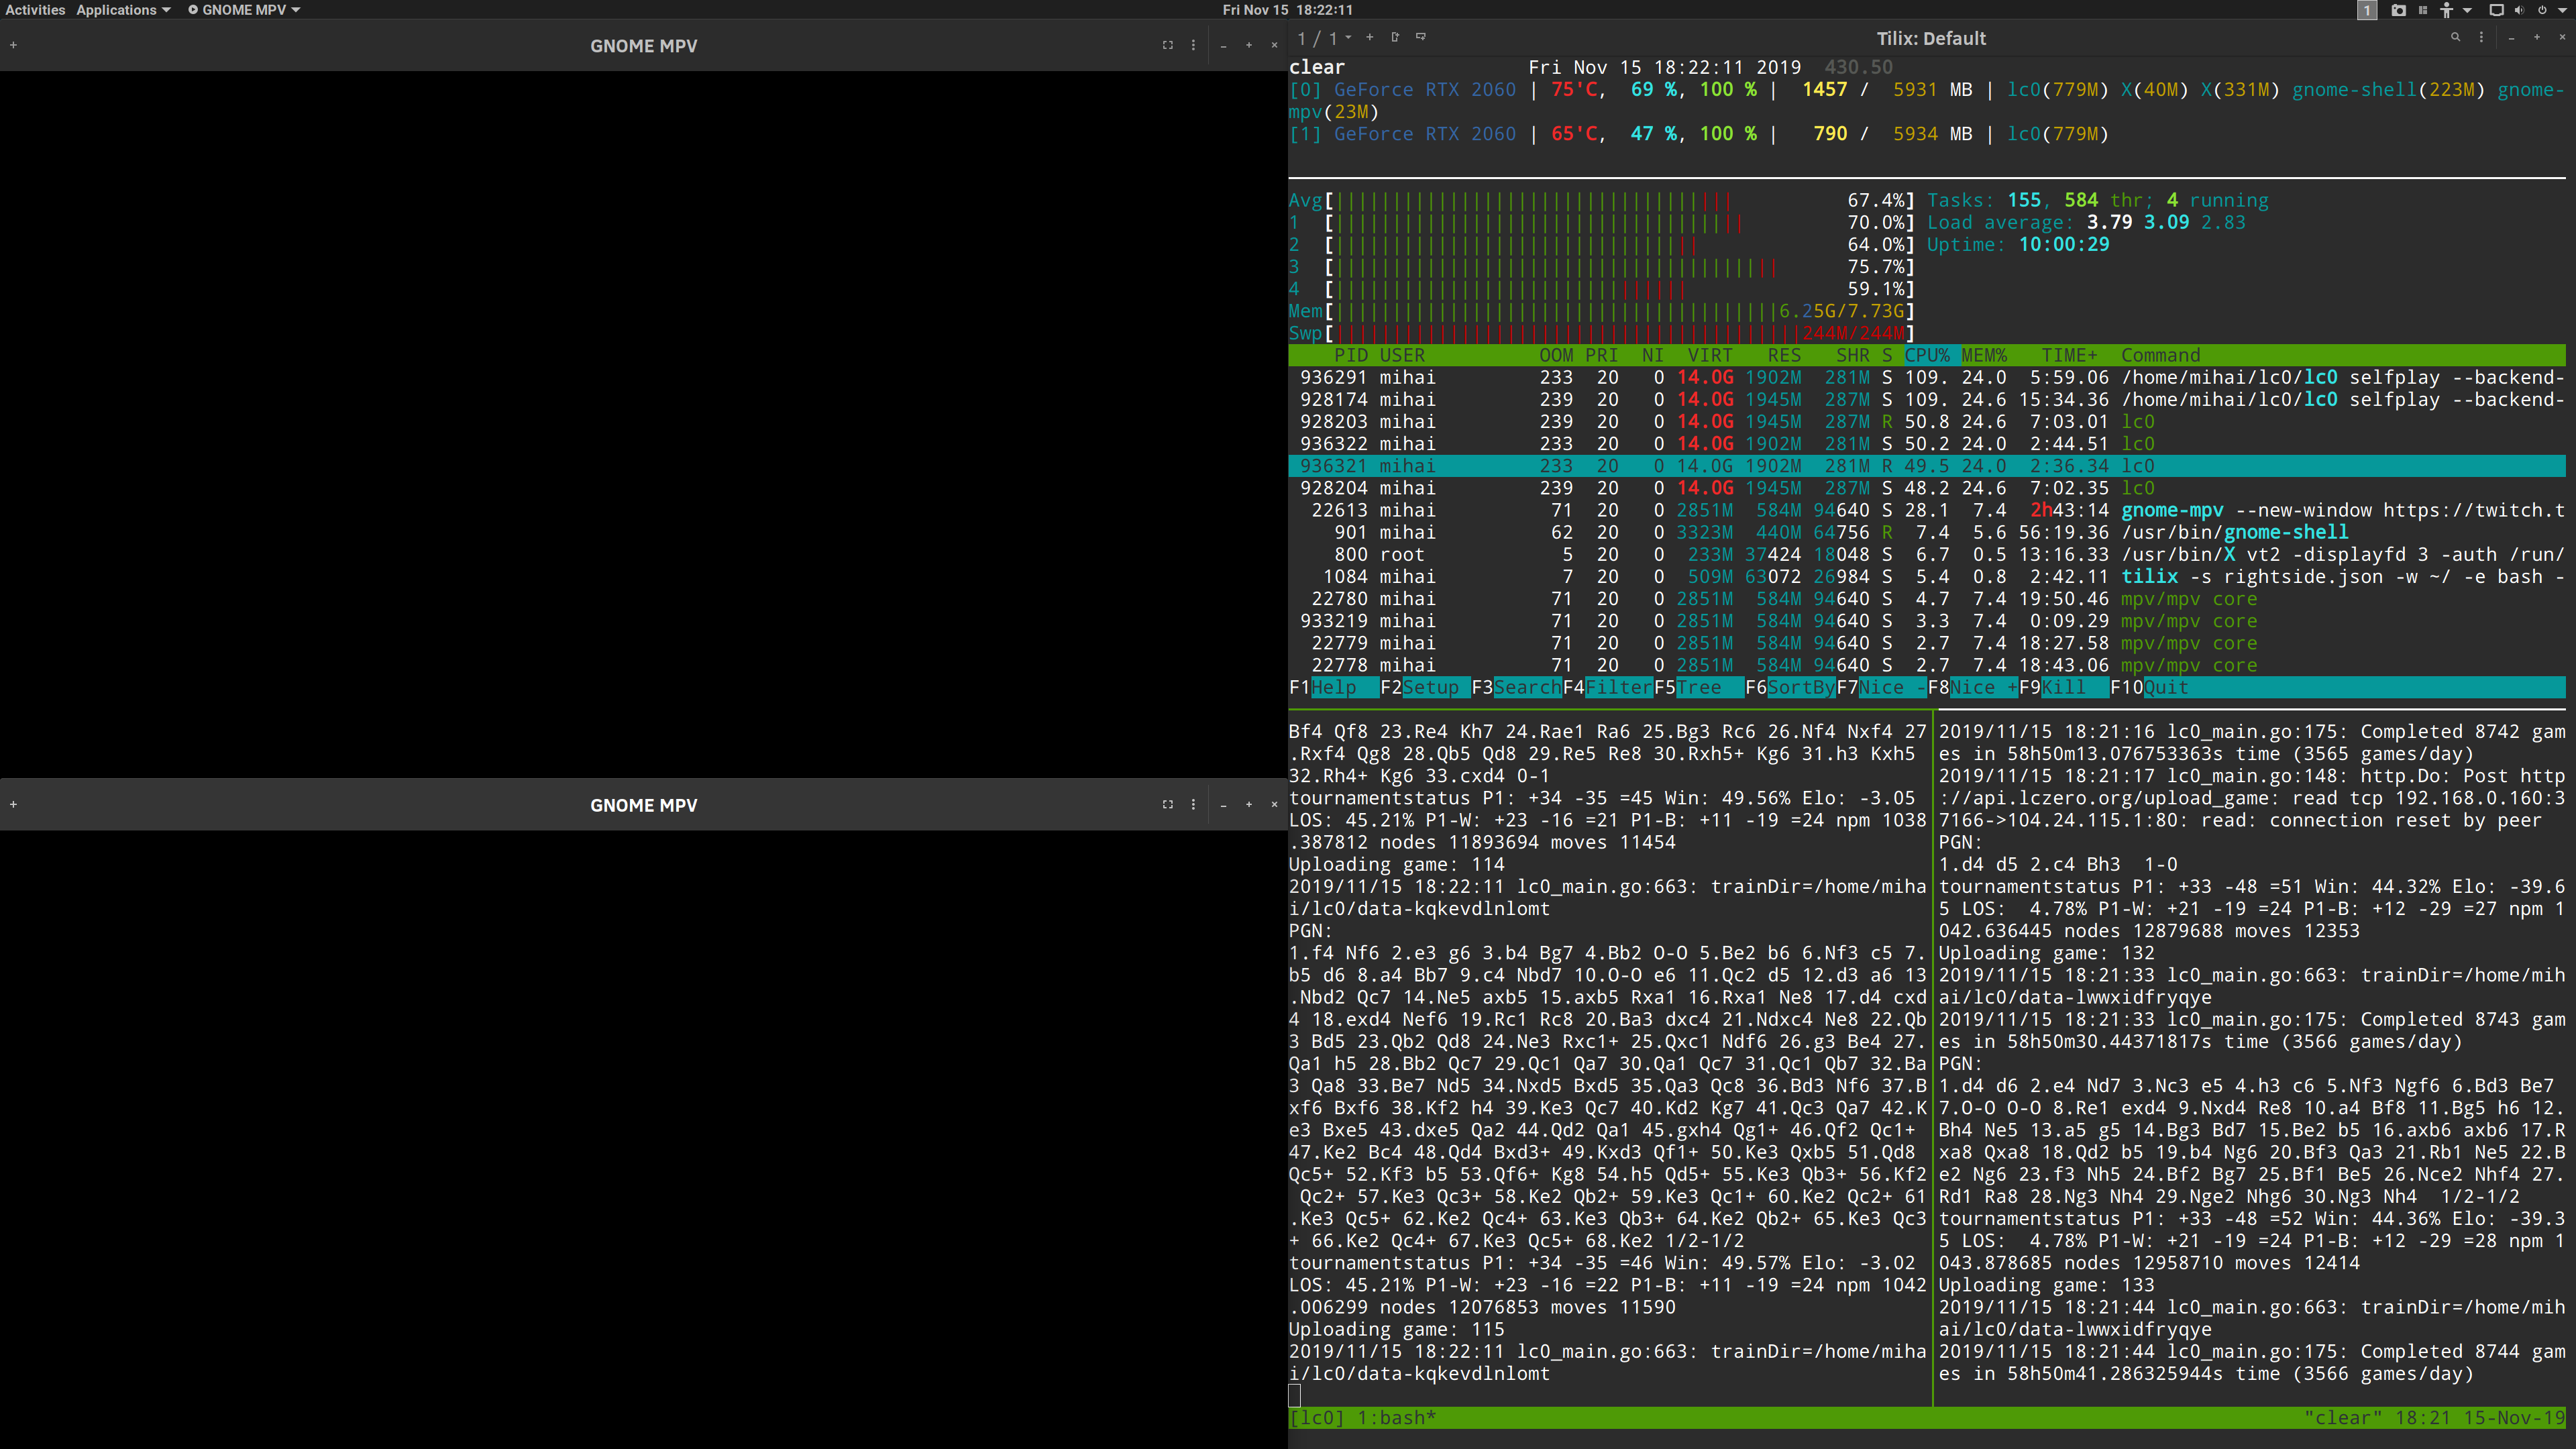 Activities Applications GNOME MPV Fri Nov 15 18:22:11 1
GNOME MPV
GNOME MPV
1 / 1 Tilix: Default
clear Fri Nov 15 18:22:11 2019 430.50
[0] GeForce RTX 2060 | 75'C, 69 %, 100 % | 1457 / 5931 MB | lc0(779M) X(40M) X(331M) gnome-shell(223M) gnome-
mpv(23M)
[1] GeForce RTX 2060 | 65'C, 47 %, 100 % | 790 / 5934 MB | lc0(779M)
Avg[ 67.4%] Tasks: 155, 584 thr; 4 running
1 [ 70.0%] Load average: 3.79 3.09 2.83
2 [ 64.0%] Uptime: 10:00:29
3 [ 75.7%]
4 [ 59.1%]
Mem[ 6.25G/7.73G]
Swp[ 244M/244M]
PID USER OOM PRI NI VIRT RES SHR S CPU% MEM% TIME+ Command
936291 mihai 233 20 0 14.0G 1902M 281M S 109. 24.0 5:59.06 /home/mihai/lc0/lc0 selfplay --backend-
928174 mihai 239 20 0 14.0G 1945M 287M S 109. 24.6 15:34.36 /home/mihai/lc0/lc0 selfplay --backend-
928203 mihai 239 20 0 14.0G 1945M 287M R 50.8 24.6 7:03.01 lc0
936322 mihai 233 20 0 14.0G 1902M 281M S 50.2 24.0 2:44.51 lc0
936321 mihai 233 20 0 14.0G 1902M 281M R 49.5 24.0 2:36.34 lc0
928204 mihai 239 20 0 14.0G 1945M 287M S 48.2 24.6 7:02.35 lc0
22613 mihai 71 20 0 2851M 584M 94640 S 28.1 7.4 2h43:14 gnome-mpv --new-window https://twitch.t
901 mihai 62 20 0 3323M 440M 64756 R 7.4 5.6 56:19.36 /usr/bin/gnome-shell
800 root 5 20 0 233M 37424 18048 S 6.7 0.5 13:16.33 /usr/bin/X vt2 -displayfd 3 -auth /run/
1084 mihai 7 20 0 509M 63072 26984 S 5.4 0.8 2:42.11 tilix -s rightside.json -w ~/ -e bash -
22780 mihai 71 20 0 2851M 584M 94640 S 4.7 7.4 19:50.46 mpv/mpv core
933219 mihai 71 20 0 2851M 584M 94640 S 3.3 7.4 0:09.29 mpv/mpv core
22779 mihai 71 20 0 2851M 584M 94640 S 2.7 7.4 18:27.58 mpv/mpv core
22778 mihai 71 20 0 2851M 584M 94640 S 2.7 7.4 18:43.06 mpv/mpv core
F1Help F2Setup F3SearchF4FilterF5Tree F6SortByF7Nice -F8Nice +F9Kill F10Quit
Bf4 Qf8 23.Re4 Kh7 24.Rae1 Ra6 25.Bg3 Rc6 26.Nf4 Nxf4 27
.Rxf4 Qg8 28.Qb5 Qd8 29.Re5 Re8 30.Rxh5+ Kg6 31.h3 Kxh5
32.Rh4+ Kg6 33.cxd4 0-1
tournamentstatus P1: +34 -35 =45 Win: 49.56% Elo: -3.05
LOS: 45.21% P1-W: +23 -16 =21 P1-B: +11 -19 =24 npm 1038
.387812 nodes 11893694 moves 11454
Uploading game: 114
2019/11/15 18:22:11 lc0_main.go:663: trainDir=/home/miha
i/lc0/data-kqkevdlnlomt
PGN:
1.f4 Nf6 2.e3 g6 3.b4 Bg7 4.Bb2 O-O 5.Be2 b6 6.Nf3 c5 7.
b5 d6 8.a4 Bb7 9.c4 Nbd7 10.O-O e6 11.Qc2 d5 12.d3 a6 13
.Nbd2 Qc7 14.Ne5 axb5 15.axb5 Rxa1 16.Rxa1 Ne8 17.d4 cxd
4 18.exd4 Nef6 19.Rc1 Rc8 20.Ba3 dxc4 21.Ndxc4 Ne8 22.Qb
3 Bd5 23.Qb2 Qd8 24.Ne3 Rxc1+ 25.Qxc1 Ndf6 26.g3 Be4 27.
Qa1 h5 28.Bb2 Qc7 29.Qc1 Qa7 30.Qa1 Qc7 31.Qc1 Qb7 32.Ba
3 Qa8 33.Be7 Nd5 34.Nxd5 Bxd5 35.Qa3 Qc8 36.Bd3 Nf6 37.B
xf6 Bxf6 38.Kf2 h4 39.Ke3 Qc7 40.Kd2 Kg7 41.Qc3 Qa7 42.K
e3 Bxe5 43.dxe5 Qa2 44.Qd2 Qa1 45.gxh4 Qg1+ 46.Qf2 Qc1+
47.Ke2 Bc4 48.Qd4 Bxd3+ 49.Kxd3 Qf1+ 50.Ke3 Qxb5 51.Qd8
Qc5+ 52.Kf3 b5 53.Qf6+ Kg8 54.h5 Qd5+ 55.Ke3 Qb3+ 56.Kf2
Qc2+ 57.Ke3 Qc3+ 58.Ke2 Qb2+ 59.Ke3 Qc1+ 60.Ke2 Qc2+ 61
.Ke3 Qc5+ 62.Ke2 Qc4+ 63.Ke3 Qb3+ 64.Ke2 Qb2+ 65.Ke3 Qc3
+ 66.Ke2 Qc4+ 67.Ke3 Qc5+ 68.Ke2 1/2-1/2
tournamentstatus P1: +34 -35 =46 Win: 49.57% Elo: -3.02
LOS: 45.21% P1-W: +23 -16 =22 P1-B: +11 -19 =24 npm 1042
.006299 nodes 12076853 moves 11590
Uploading game: 115
2019/11/15 18:22:11 lc0_main.go:663: trainDir=/home/miha
i/lc0/data-kqkevdlnlomt
2019/11/15 18:21:16 lc0_main.go:175: Completed 8742 gam
es in 58h50m13.076753363s time (3565 games/day)
2019/11/15 18:21:17 lc0_main.go:148: http.Do: Post http
://api.lczero.org/upload_game: read tcp 192.168.0.160:3
7166->104.24.115.1:80: read: connection reset by peer
PGN:
1.d4 d5 2.c4 Bh3 1-0
tournamentstatus P1: +33 -48 =51 Win: 44.32% Elo: -39.6
5 LOS: 4.78% P1-W: +21 -19 =24 P1-B: +12 -29 =27 npm 1
042.636445 nodes 12879688 moves 12353
Uploading game: 132
2019/11/15 18:21:33 lc0_main.go:663: trainDir=/home/mih
ai/lc0/data-lwwxidfryqye
2019/11/15 18:21:33 lc0_main.go:175: Completed 8743 gam
es in 58h50m30.44371817s time (3566 games/day)
PGN:
1.d4 d6 2.e4 Nd7 3.Nc3 e5 4.h3 c6 5.Nf3 Ngf6 6.Bd3 Be7
7.O-O O-O 8.Re1 exd4 9.Nxd4 Re8 10.a4 Bf8 11.Bg5 h6 12.
Bh4 Ne5 13.a5 g5 14.Bg3 Bd7 15.Be2 b5 16.axb6 axb6 17.R
xa8 Qxa8 18.Qd2 b5 19.b4 Ng6 20.Bf3 Qa3 21.Rb1 Ne5 22.B
e2 Ng6 23.f3 Nh5 24.Bf2 Bg7 25.Bf1 Be5 26.Nce2 Nhf4 27.
Rd1 Ra8 28.Ng3 Nh4 29.Nge2 Nhg6 30.Ng3 Nh4 1/2-1/2
tournamentstatus P1: +33 -48 =52 Win: 44.36% Elo: -39.3
5 LOS: 4.78% P1-W: +21 -19 =24 P1-B: +12 -29 =28 npm 1
043.878685 nodes 12958710 moves 12414
Uploading game: 133
2019/11/15 18:21:44 lc0_main.go:663: trainDir=/home/mih
ai/lc0/data-lwwxidfryqye
2019/11/15 18:21:44 lc0_main.go:175: Completed 8744 gam
es in 58h50m41.286325944s time (3566 games/day)
[lc0] 1:bash* "clear" 18:21 15-Nov-19